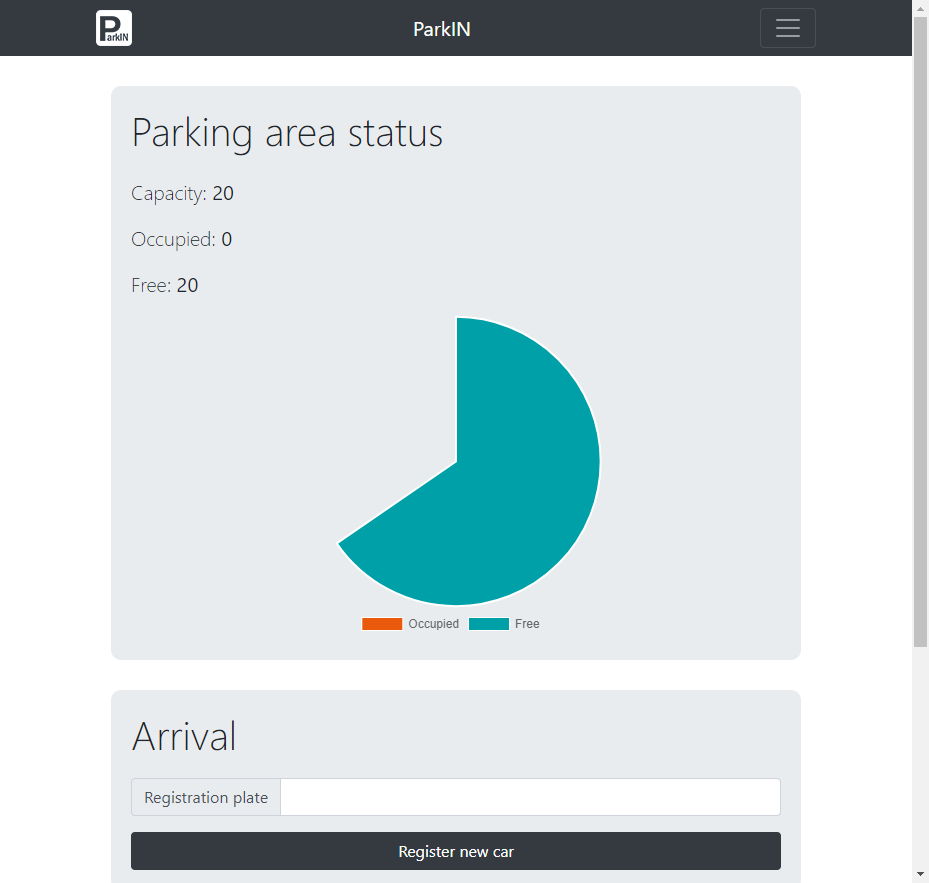 ParkIN
ParkIN
Parking area status
Capacity: 20
Occupied: 0
Free: 20
Occupied Free
Arrival
Registration plate
Register new car